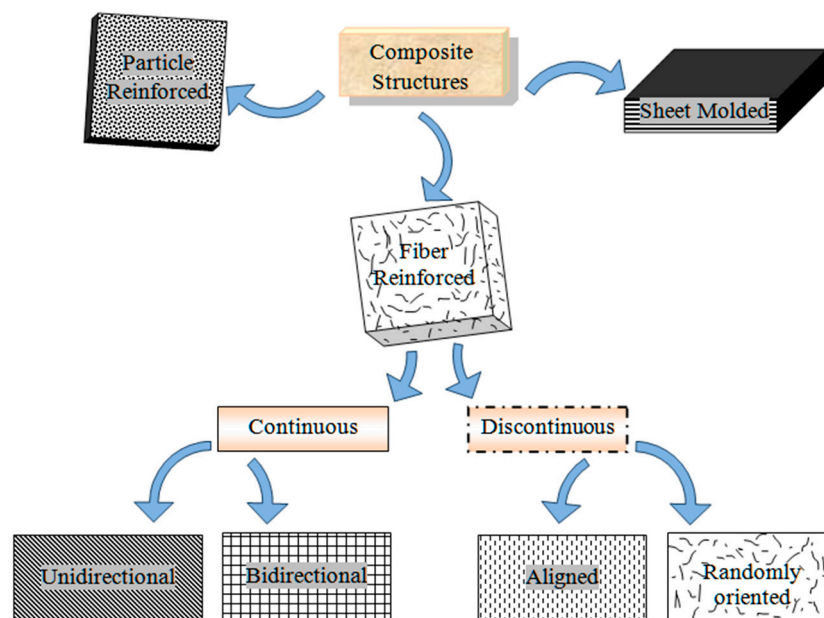 Particle
Reinforced
Composite
Structures
Sheet Molded
Fiber
Reinforced
Continuous
Discontinuous
Unidirectional
Bidirectional
Aligned
Randomly
oriented